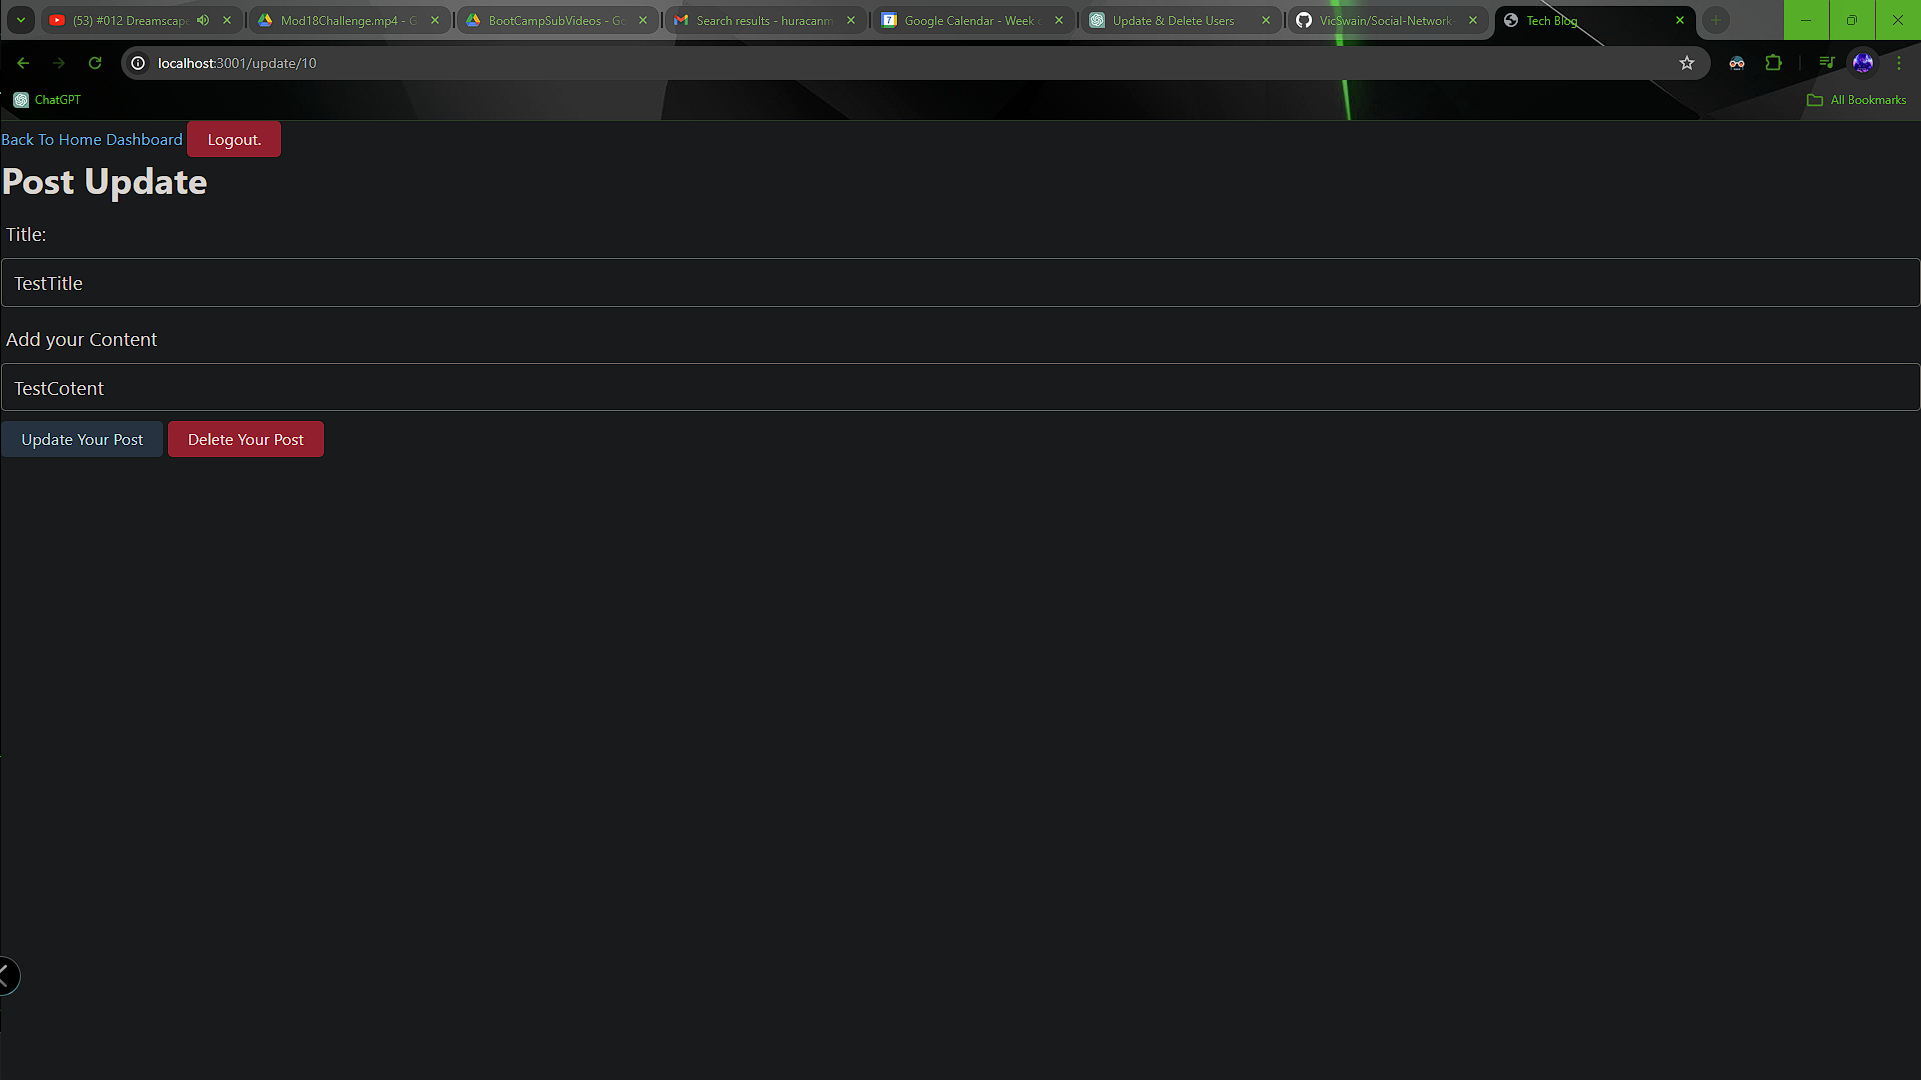 (53) #012 Dreamscape
Mod18Challenge.mp4 - G
BootCampSubVideos - Go
Search results - huracanm
7
Google Calendar - Week o
Update & Delete Users
VicSwain/Social-Network-
Tech Blog
localhost:3001/update/10
ChatGPT
All Bookmarks
Back To Home Dashboard Logout.
Post Update
Title:
TestTitle
Add your Content
TestCotent
Update Your Post Delete Your Post